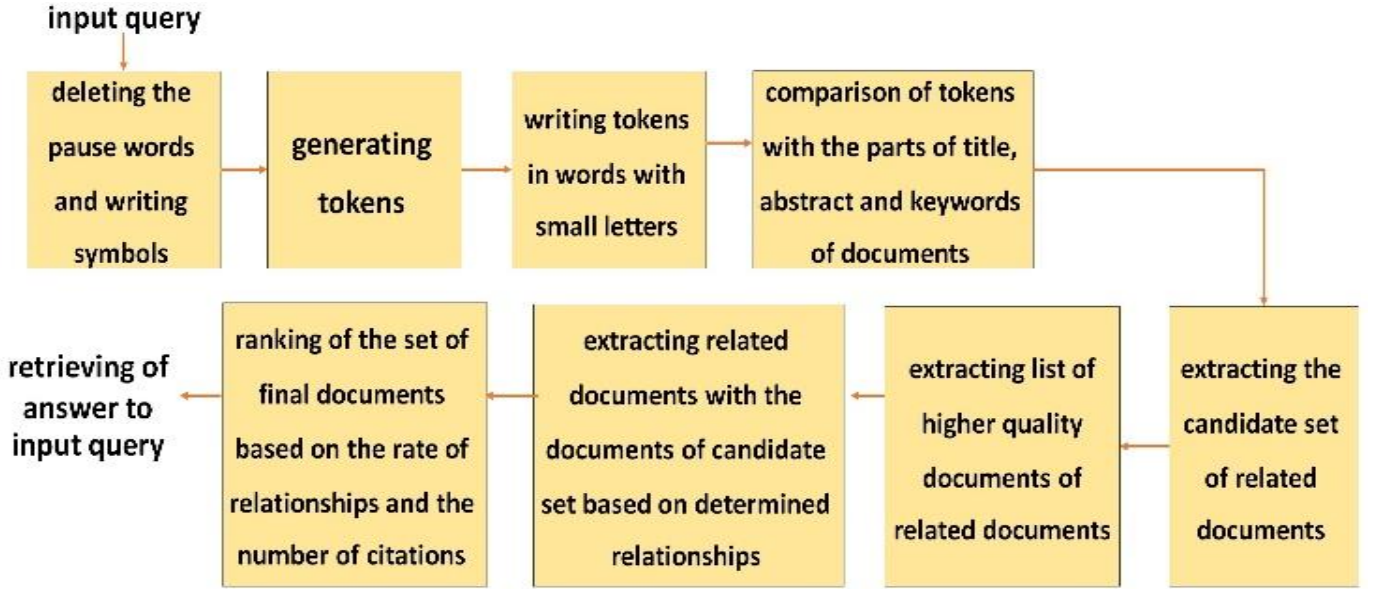 input query
deleting the
pause words
and writing
symbols
generating
tokens
writing tokens
in words with
small letters
comparison of tokens
with the parts of title,
abstract and keywords
of documents
extracting the
candidate set
of related
documents
extracting list of
higher quality
documents of
related documents
extracting related
documents with the
documents of candidate
set based on determined
relationships
ranking of the set of
final documents
based on the rate of
relationships and the
number of citations
retrieving of
answer to
input query